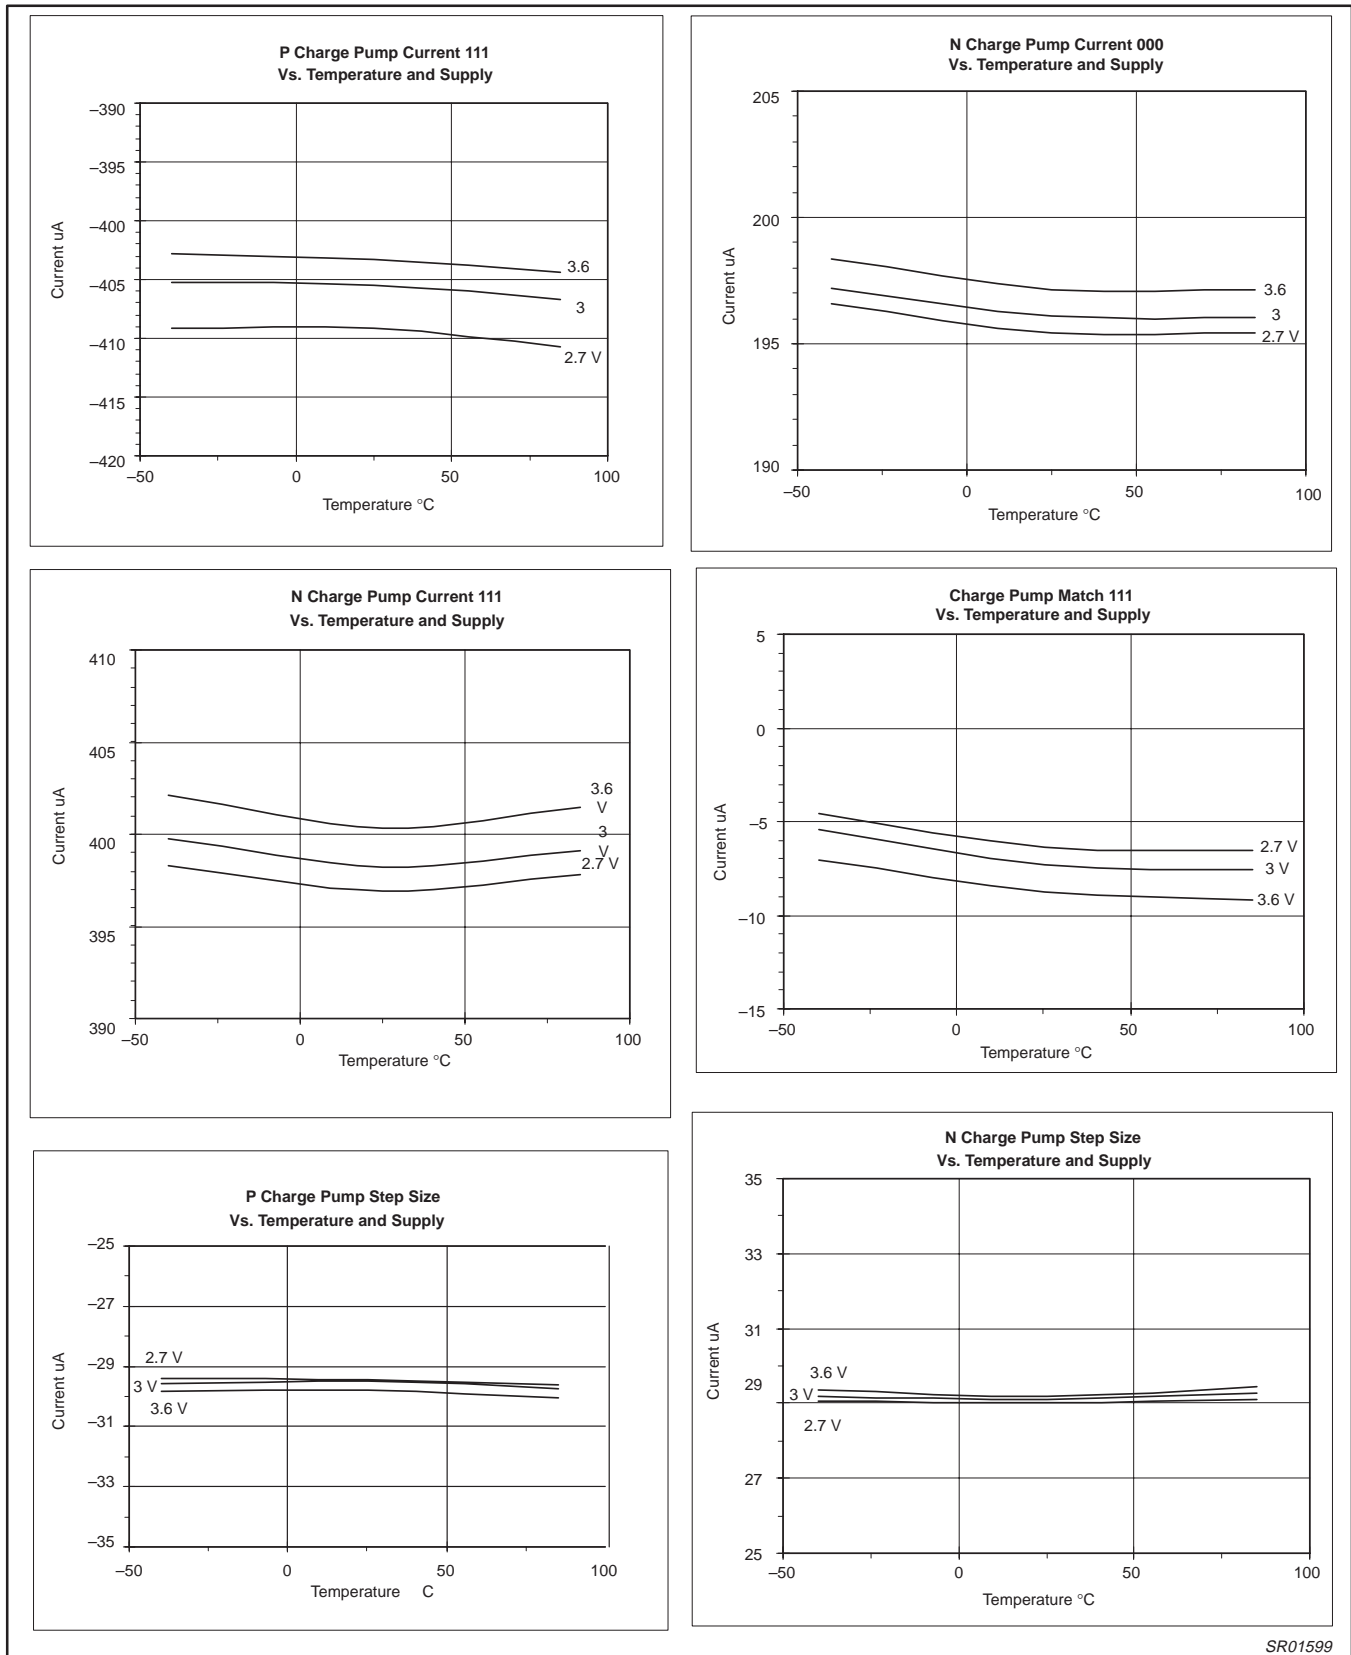 P Charge Pump Current 111
Vs. Temperature and Supply
–390
–395
–400
–405
–410
–415
–420
Current uA
3.6
3
2.7 V
–50
0
50
100
Temperature °C
N Charge Pump Current 000
Vs. Temperature and Supply
205
200
195
190
Current uA
3.6
3
2.7 V
–50
0
50
100
Temperature °C
N Charge Pump Current 111
Vs. Temperature and Supply
410
405
400
395
390
Current uA
3.6
V
3
V
2.7 V
–50
0
50
100
Temperature °C
Charge Pump Match 111
Vs. Temperature and Supply
5
0
–5
–10
–15
Current uA
2.7 V
3 V
3.6 V
–50
0
50
100
Temperature °C
P Charge Pump Step Size
Vs. Temperature and Supply
–25
–27
–29
–31
–33
–35
Current uA
2.7 V
3 V
3.6 V
–50
0
50
100
Temperature C
N Charge Pump Step Size
Vs. Temperature and Supply
35
33
31
29
27
25
Current uA
3.6 V
3 V
2.7 V
–50
0
50
100
Temperature °C
SR01599